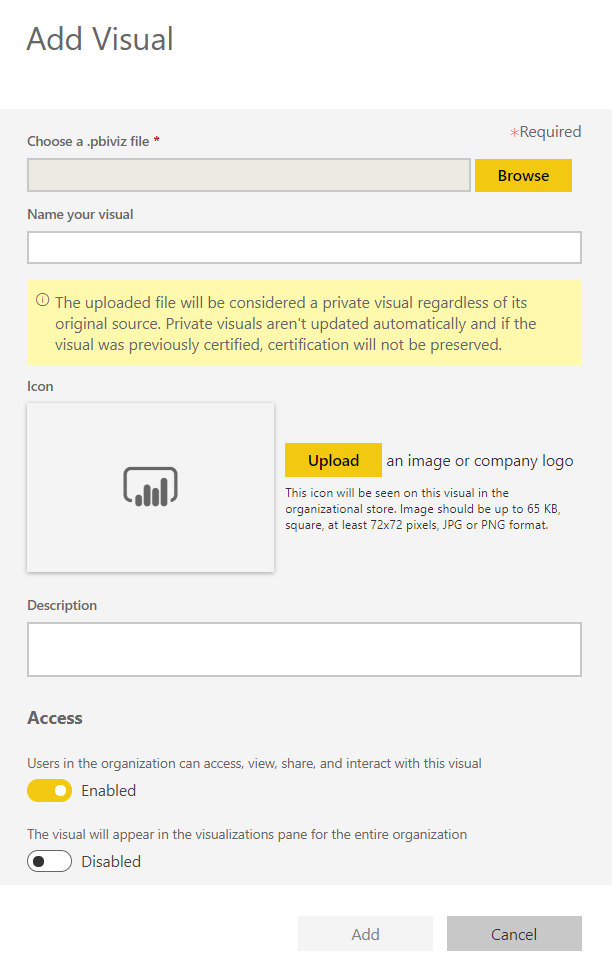 Add Visual
*Required
Choose a .pbiviz file *
Browse
Name your visual
The uploaded file will be considered a private visual regardless of its
original source. Private visuals aren't updated automatically and if the
visual was previously certified, certification will not be preserved.
Icon
Upload an image or company logo
This icon will be seen on this visual in the
organizational store. Image should be up to 65 KB,
square, at least 72x72 pixels, JPG or PNG format.
Description
Access
Users in the organization can access, view, share, and interact with this visual
Enabled
The visual will appear in the visualizations pane for the entire organization
Disabled
Add Cancel